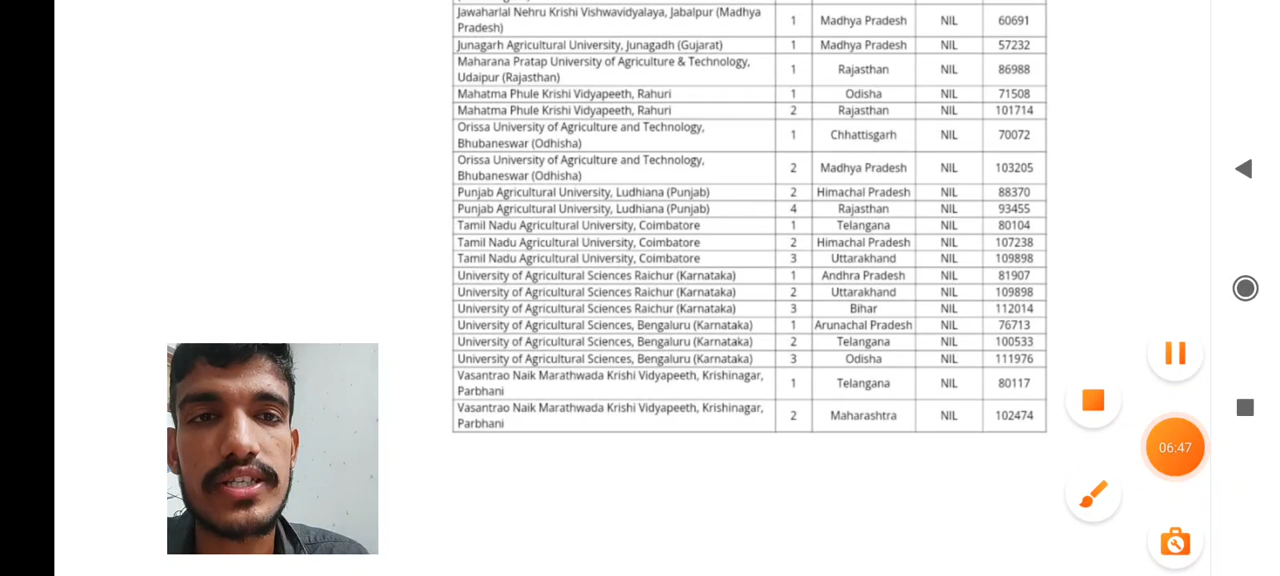 Jawaharlal Nehru Krishi Vishwavidyalaya, Jabalpur (Madhya
Pradesh) 1 Madhya Pradesh NIL 60691
Junagarh Agricultural University, Junagadh (Gujarat) 1 Madhya Pradesh NIL 57232
Maharana Pratap University of Agriculture & Technology,
Udaipur (Rajasthan) 1 Rajasthan NIL 86988
Mahatma Phule Krishi Vidyapeeth, Rahuri 1 Odisha NIL 71508
Mahatma Phule Krishi Vidyapeeth, Rahuri 2 Rajasthan NIL 101714
Orissa University of Agriculture and Technology,
Bhubaneswar (Odhisha) 1 Chhattisgarh NIL 70072
Orissa University of Agriculture and Technology,
Bhubaneswar (Odhisha) 2 Madhya Pradesh NIL 103205
Punjab Agricultural University, Ludhiana (Punjab) 2 Himachal Pradesh NIL 88370
Punjab Agricultural University, Ludhiana (Punjab) 4 Rajasthan NIL 93455
Tamil Nadu Agricultural University, Coimbatore 1 Telangana NIL 80104
Tamil Nadu Agricultural University, Coimbatore 2 Himachal Pradesh NIL 107238
Tamil Nadu Agricultural University, Coimbatore 3 Uttarakhand NIL 109898
University of Agricultural Sciences Raichur (Karnataka) 1 Andhra Pradesh NIL 81907
University of Agricultural Sciences Raichur (Karnataka) 2 Uttarakhand NIL 109898
University of Agricultural Sciences Raichur (Karnataka) 3 Bihar NIL 112014
University of Agricultural Sciences, Bengaluru (Karnataka) 1 Arunachal Pradesh NIL 76713
University of Agricultural Sciences, Bengaluru (Karnataka) 2 Telangana NIL 100533
University of Agricultural Sciences, Bengaluru (Karnataka) 3 Odisha NIL 111976
Vasantrao Naik Marathwada Krishi Vidyapeeth, Krishinagar,
Parbhani 1 Telangana NIL 80117
Vasantrao Naik Marathwada Krishi Vidyapeeth, Krishinagar,
Parbhani 2 Maharashtra NIL 102474
06:47